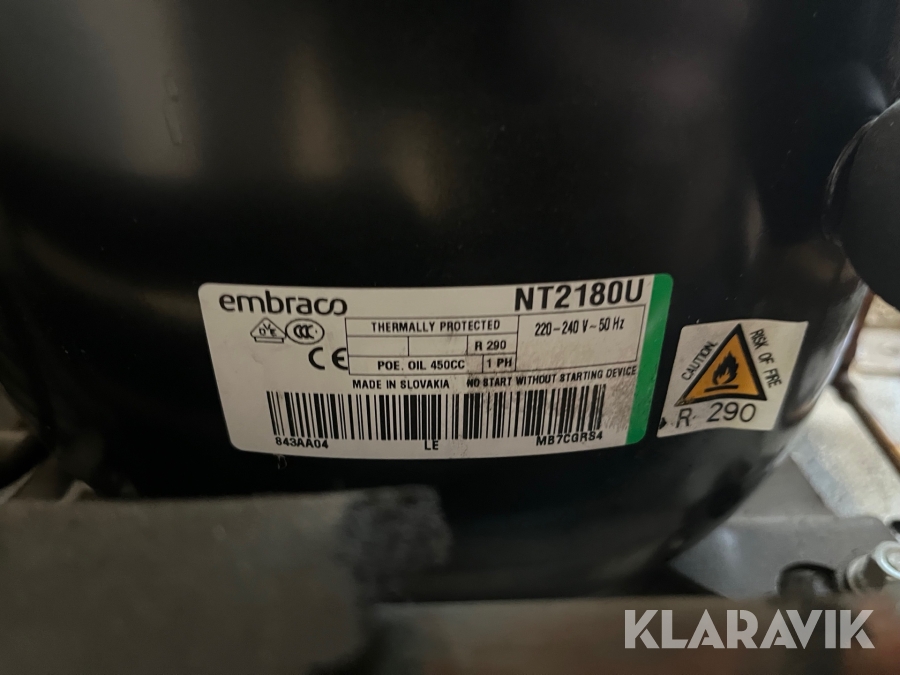 embraco
NT2180U
THERMALLY PROTECTED
220-240 V ~ 50 Hz
R 290
POE. OIL 450CC
1 PH
MADE IN SLOVAKIA
NO START WITHOUT STARTING DEVICE
843AA04
LE
MB7CGRS4
CAUTION,
RISK OF FIRE
R-290
KLARAVIK